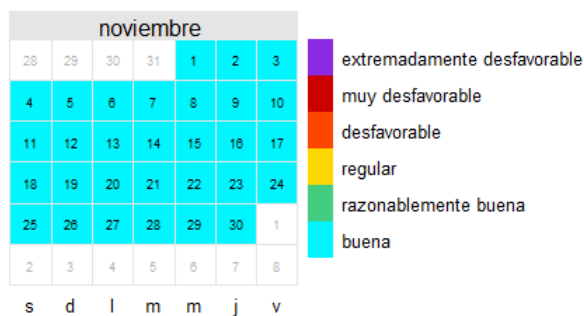 noviembre
28 29 30 31 1 2 3
4 5 6 7 8 9 10
11 12 13 14 15 16 17
18 19 20 21 22 23 24
25 26 27 28 29 30 1
2 3 4 5 6 7 8
s d l m m j v
extremadamente desfavorable
muy desfavorable
desfavorable
regular
razonablemente buena
buena